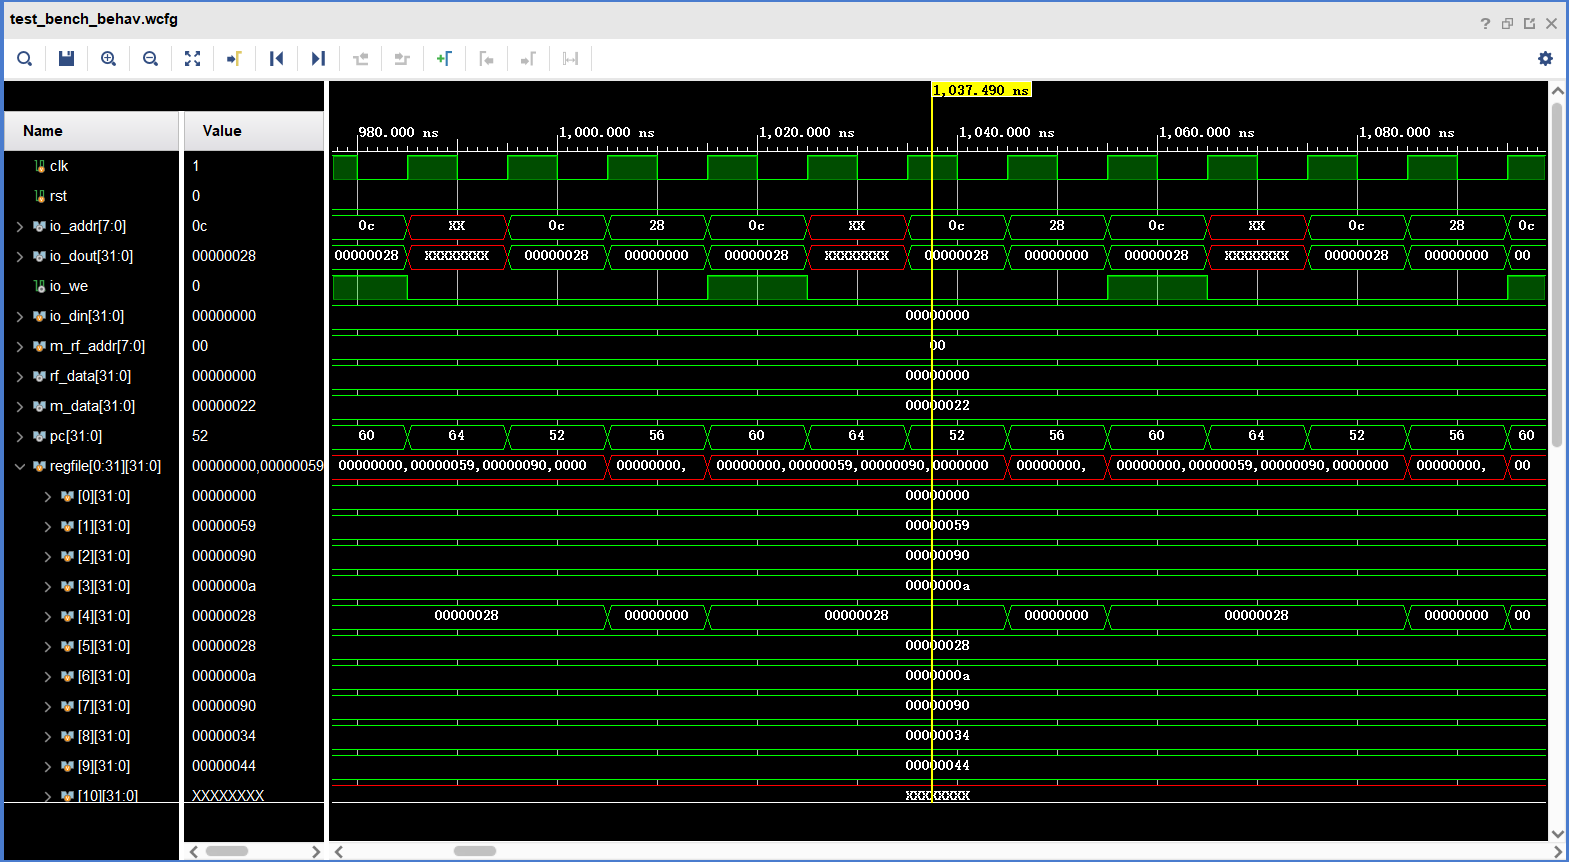 test_bench_behav.wcfg
1,037.490 ns
Name Value 980.000 ns 1,000.000 ns 1,020.000 ns 1,040.000 ns 1,060.000 ns 1,080.000 ns
clk 1
rst 0
io_addr[7:0] 0c 0c XX 0c 28 0c XX 0c 28 0c XX 0c 28 0c
io_dout[31:0] 00000028 00000028 XXXXXXXX 00000028 00000000 00000028 XXXXXXXX 00000028 00000000 00000028 XXXXXXXX 00000028 00000000 00
io_we 0
io_din[31:0] 00000000 00000000
m_rf_addr[7:0] 00 00
rf_data[31:0] 00000000 00000000
m_data[31:0] 00000022 00000022
pc[31:0] 52 60 64 52 56 60 64 52 56 60 64 52 56 60
regfile[0:31][31:0] 00000000,00000059 00000000,00000059,00000090,0000 00000000, 00000000,00000059,00000090,0000000 00000000, 00000000,00000059,00000090,0000000 00000000, 00
[0][31:0] 00000000 00000000
[1][31:0] 00000059 00000059
[2][31:0] 00000090 00000090
[3][31:0] 0000000a 0000000a
[4][31:0] 00000028 00000028 00000000 00000028 00000000 00000028 00000000 00
[5][31:0] 00000028 00000028
[6][31:0] 0000000a 0000000a
[7][31:0] 00000090 00000090
[8][31:0] 00000034 00000034
[9][31:0] 00000044 00000044
[10][31:0] XXXXXXXX XXXXXXXX